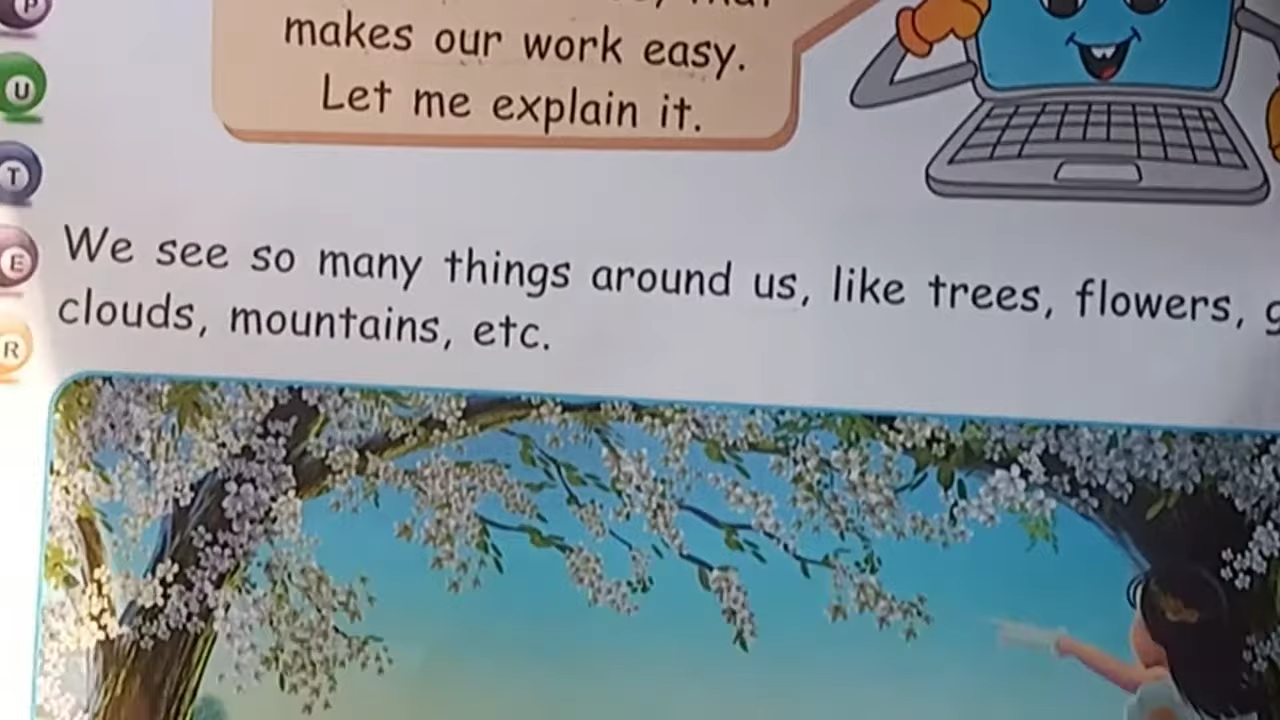 makes our work easy.
Let me explain it.
P
U
T
E
R
We see so many things around us, like trees, flowers,
clouds, mountains, etc.